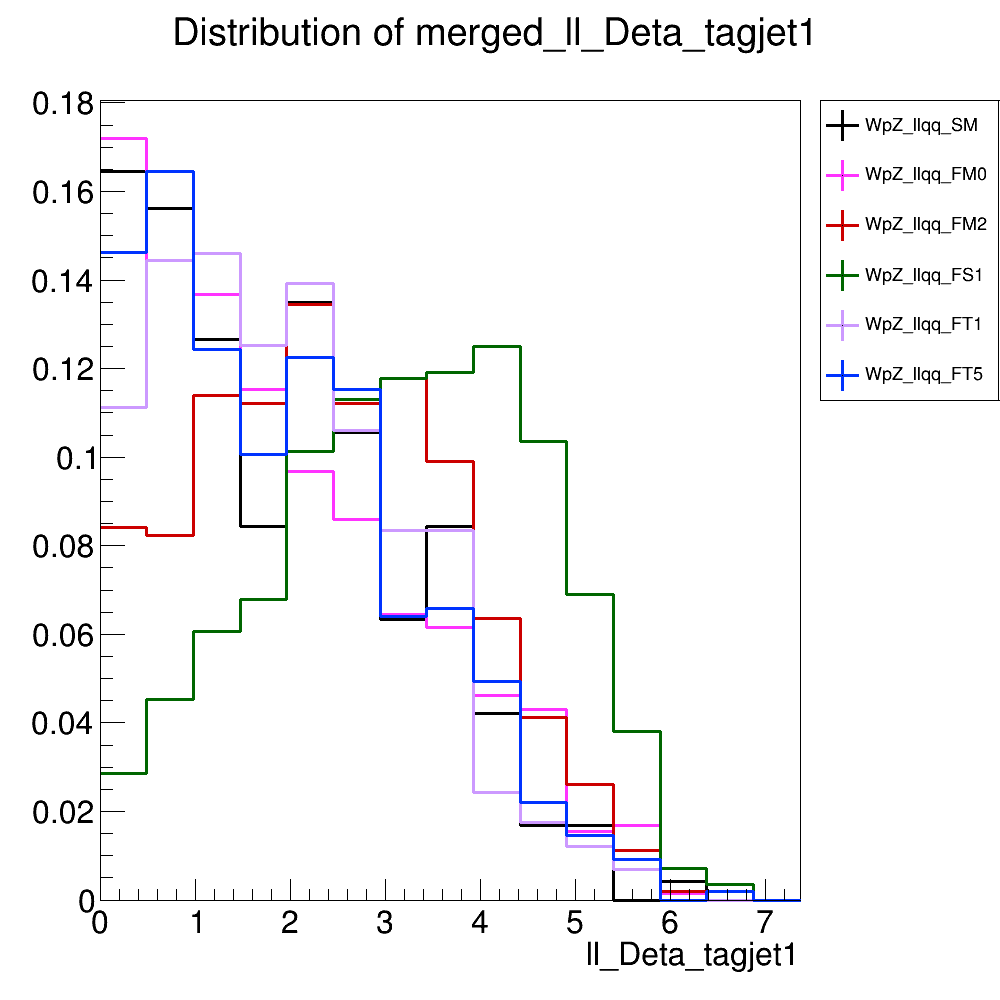 Distribution of merged_ll_Deta_tagjet1
0.18
0.16
0.14
0.12
0.1
0.08
0.06
0.04
0.02
0
0 1 2 3 4 5 6 7
ll_Deta_tagjet1
WpZ_llqq_SM
WpZ_llqq_FM0
WpZ_llqq_FM2
WpZ_llqq_FS1
WpZ_llqq_FT1
WpZ_llqq_FT5